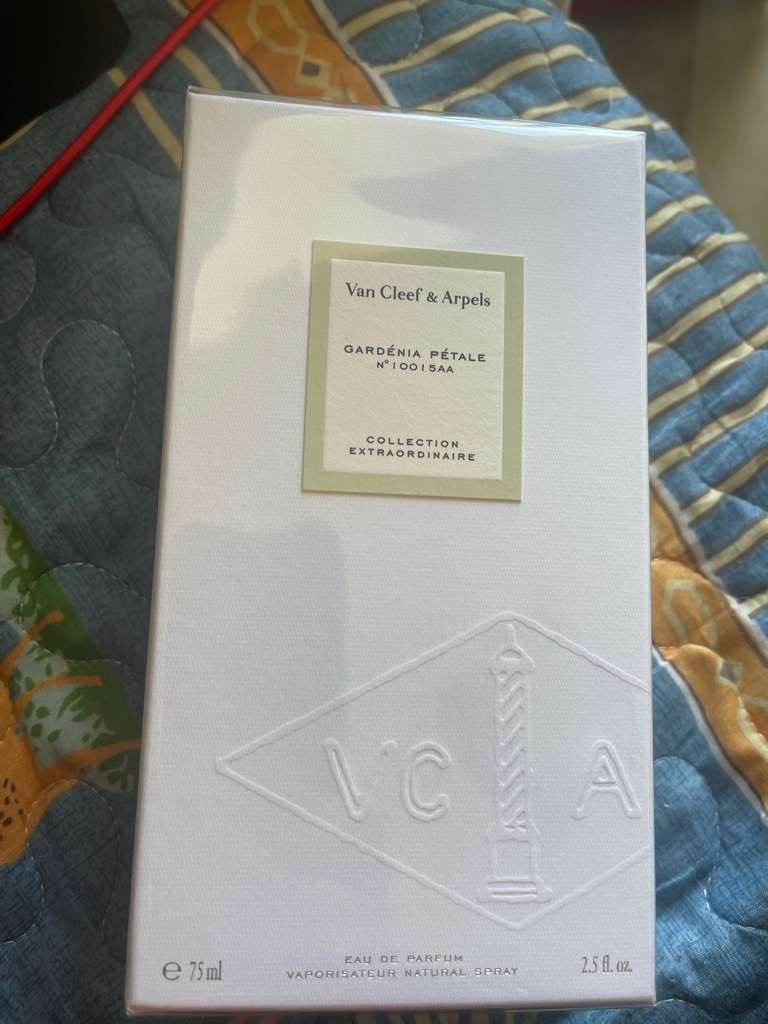 Van Cleef & Arpels
GARDÉNIA PÉTALE
N°10015AA
COLLECTION
EXTRAORDINAIRE
VC A
℮ 75 ml
EAU DE PARFUM
VAPORISATEUR NATURAL SPRAY
2.5 fl. oz.